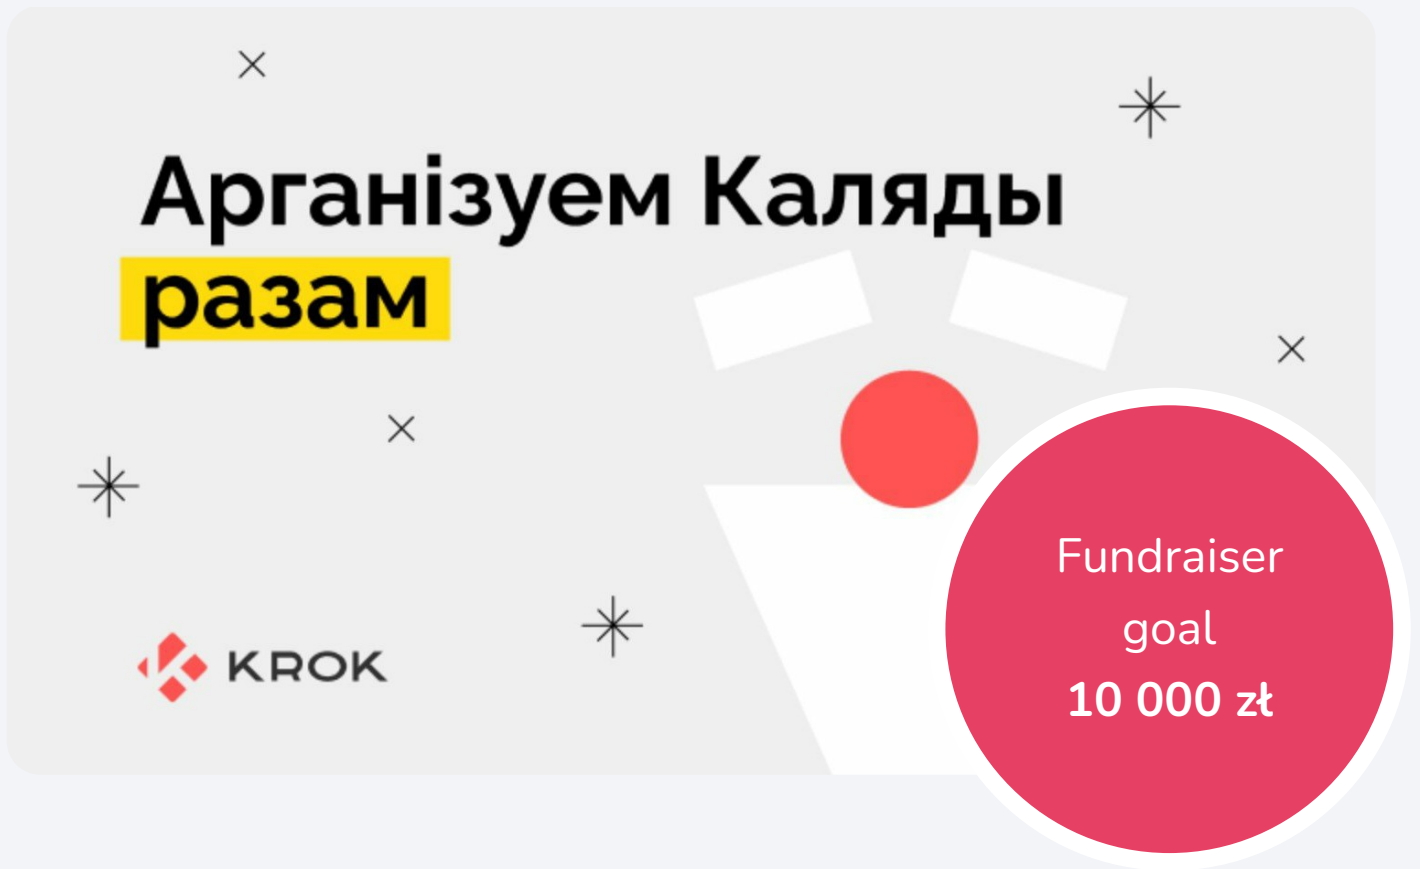 Арганізуем Каляды
разам
KROK
Fundraiser
goal
10 000 zł